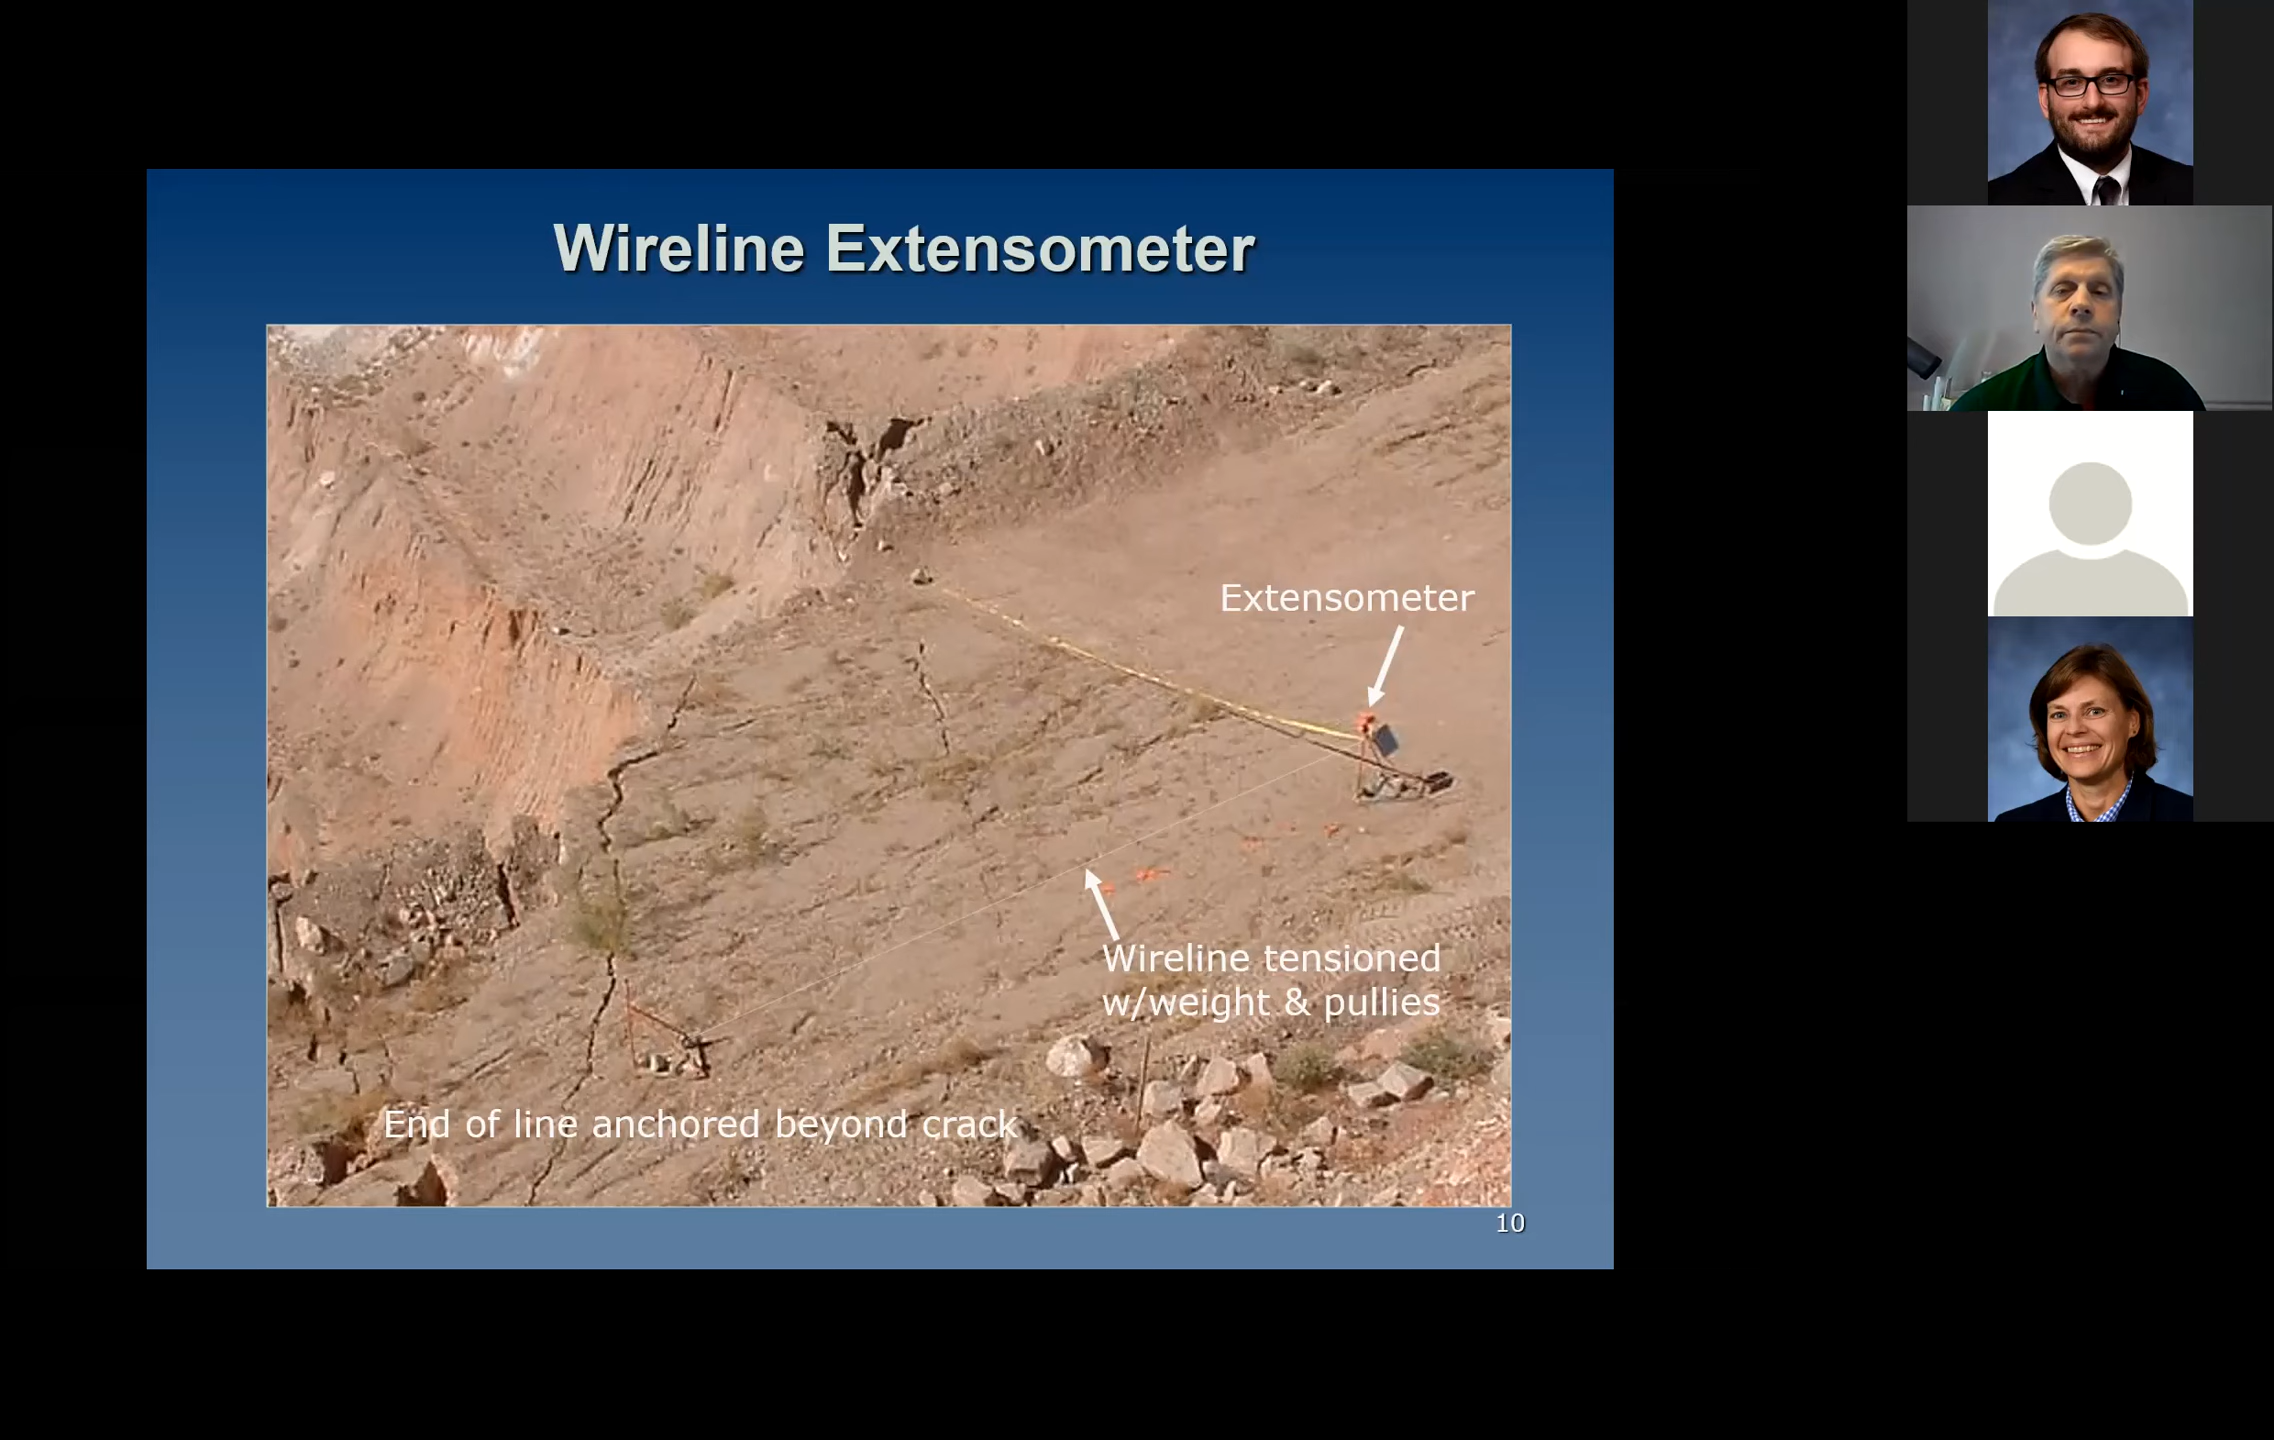 Wireline Extensometer
Extensometer
Wireline tensioned
w/weight & pullies
End of line anchored beyond crack
10